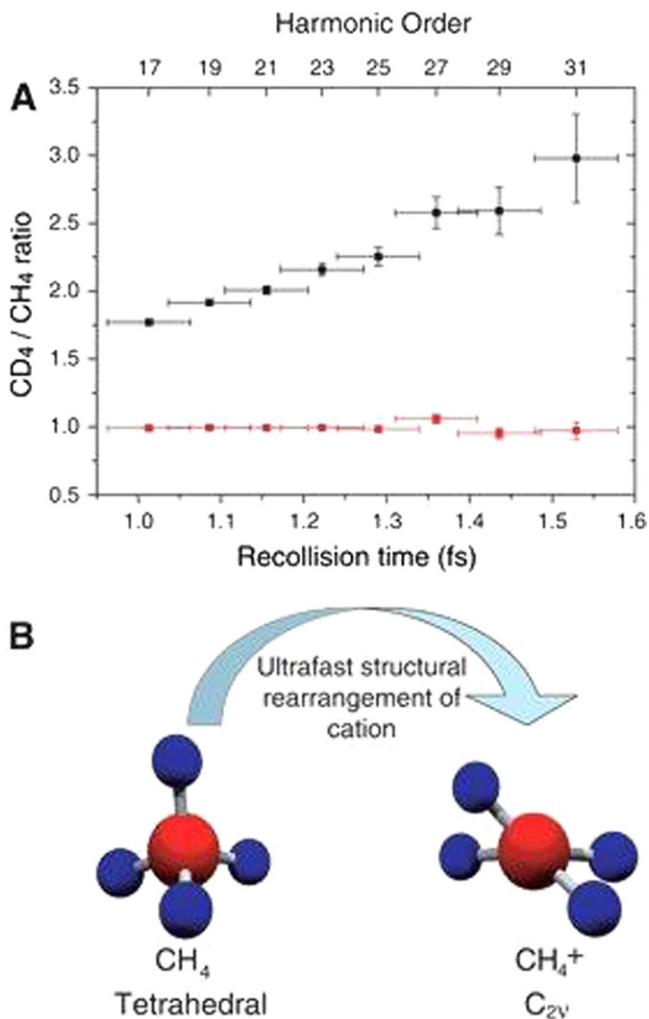 Harmonic Order
17 19 21 23 25 27 29 31
A
3.5
3.0
2.5
2.0
1.5
1.0
0.5
CD₄ / CH₄ ratio
1.0 1.1 1.2 1.3 1.4 1.5 1.6
Recollision time (fs)
B
Ultrafast structural
rearrangement of
cation
CH₄
Tetrahedral
CH₄+
C₂ᵥ